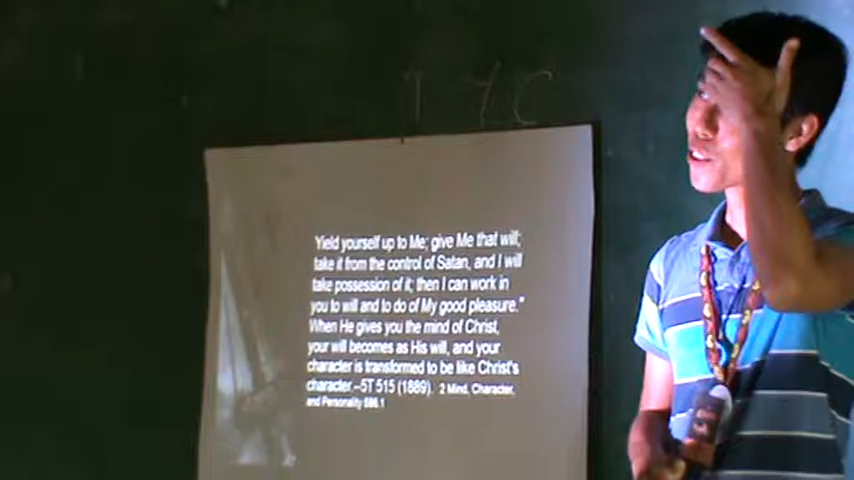 T Y C
Yield yourself up to Me; give Me that will;
take it from the control of Satan, and I will
take possession of it; then I can work in
you to will and to do of My good pleasure."
When He gives you the mind of Christ,
your will becomes as His will, and your
character is transformed to be like Christ's
character.--5T 515 (1889). 2 Mind, Character,
and Personality 686.1